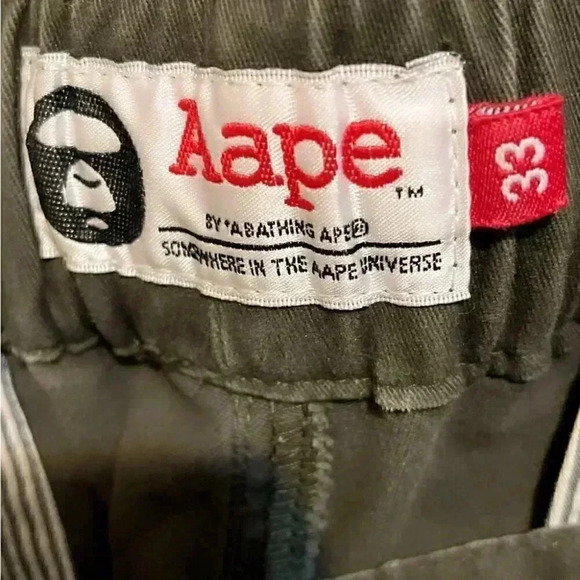 Aape
TM
BY *A BATHING APE®
SOMEWHERE IN THE AAPE UNIVERSE
33